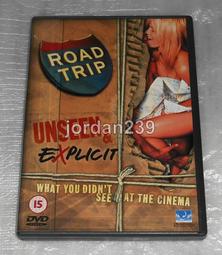 ROAD
TRIP
jordan239
UNSEEN &
EXPLICIT
WHAT YOU DIDN'T
SEE AT THE CINEMA
15
DVD